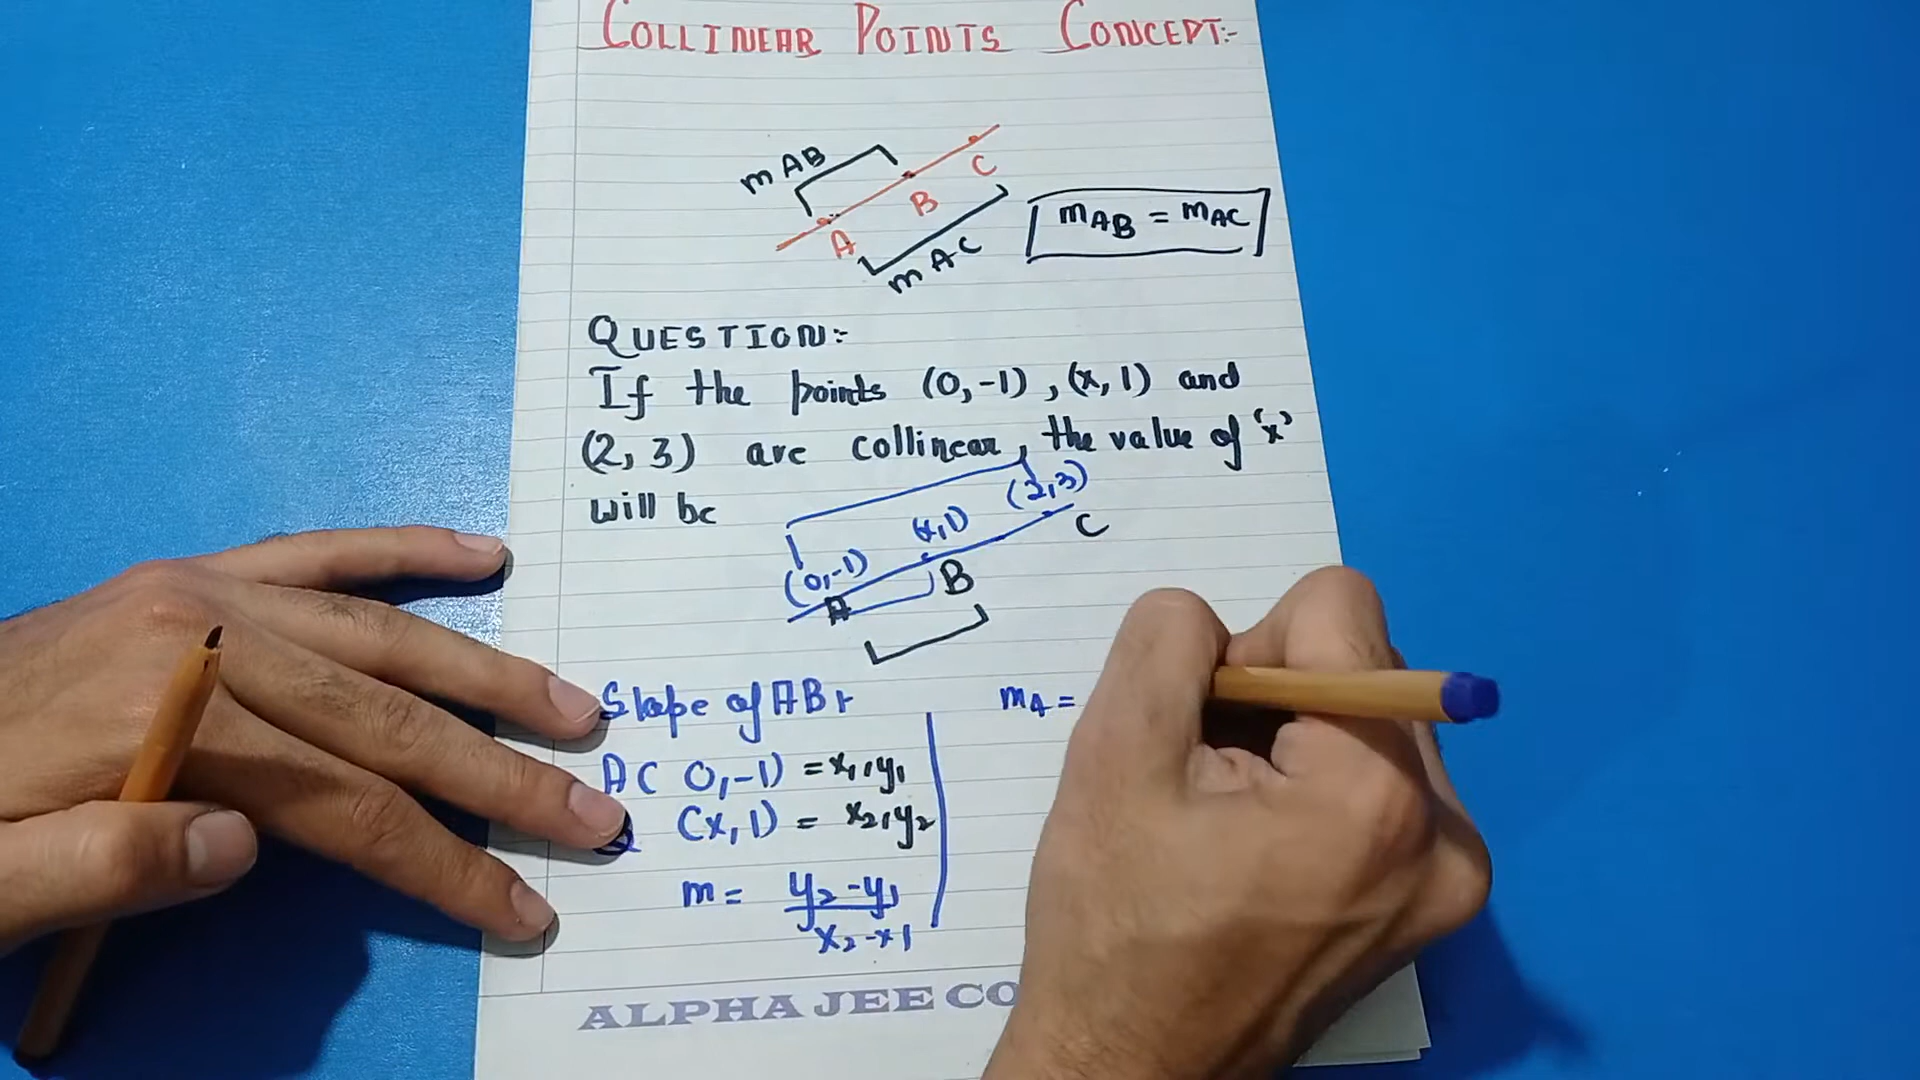 COLLINEAR POINTS CONCEPT:-
mAB
A
B
C
mAC
mAB = mAC
QUESTION:-
If the points (0,-1), (x,1) and
(2,3) are collinear, the value of 'x'
will be
(0,-1)
(x,1)
(2,3)
A
B
C
Slope of AB
A( 0,-1) = x1,y1
(x,1) = x2,y2
m = y2-y1
x2-x1
mA =
ALPHA JEE CO